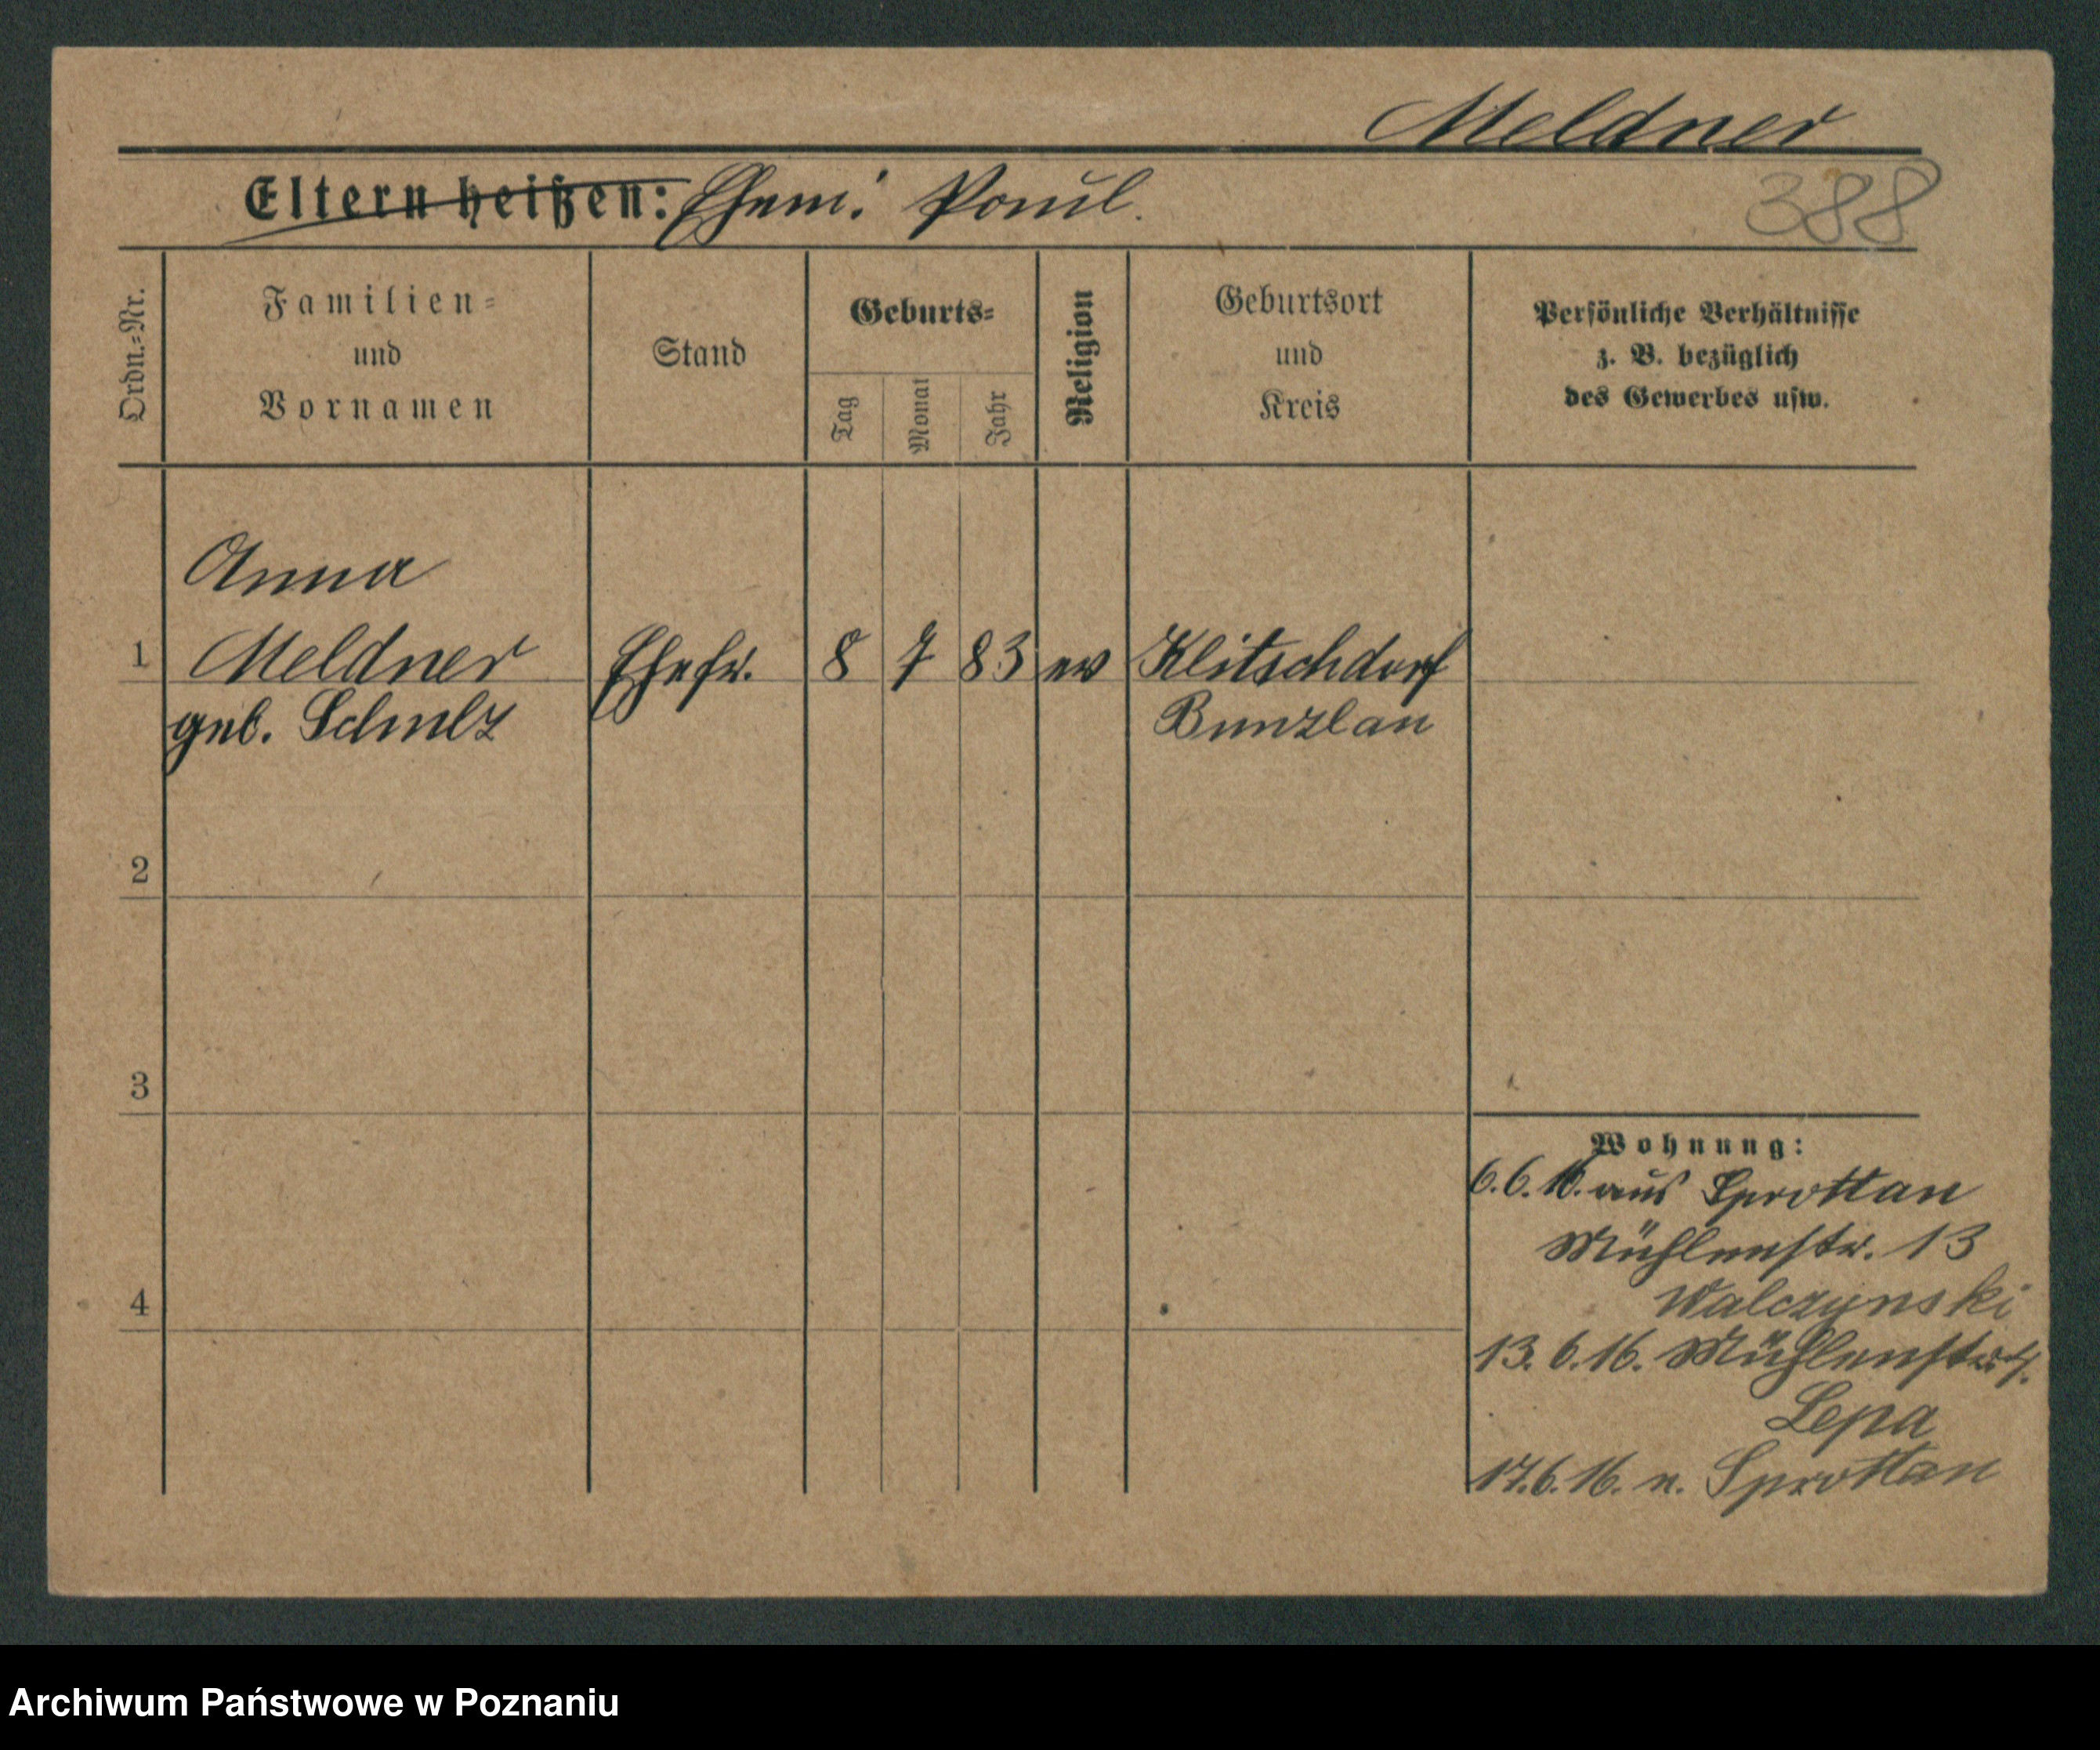 Meldner
Eltern heißen: Ehem: Paul.
388
Ordn.-Nr.
Familien-
und
Vornamen
Stand
Geburts-
Tag
Monat
Jahr
Religion
Geburtsort
und
Kreis
Persönliche Verhältnisse
z. B. bezüglich
des Gewerbes usw.
Anna
1 Meldner Ehefr. 8 7 83 ev Klitschdorf
geb. Schulz Bunzlau
2
3
4
Wohnung:
6.6.16. aus Sprottau
Mühlenstr. 13
Walczynski
13.6.16. Mühlenstr 4.
Lepa
17.6.16. n. Sprottau
Archiwum Państwowe w Poznaniu